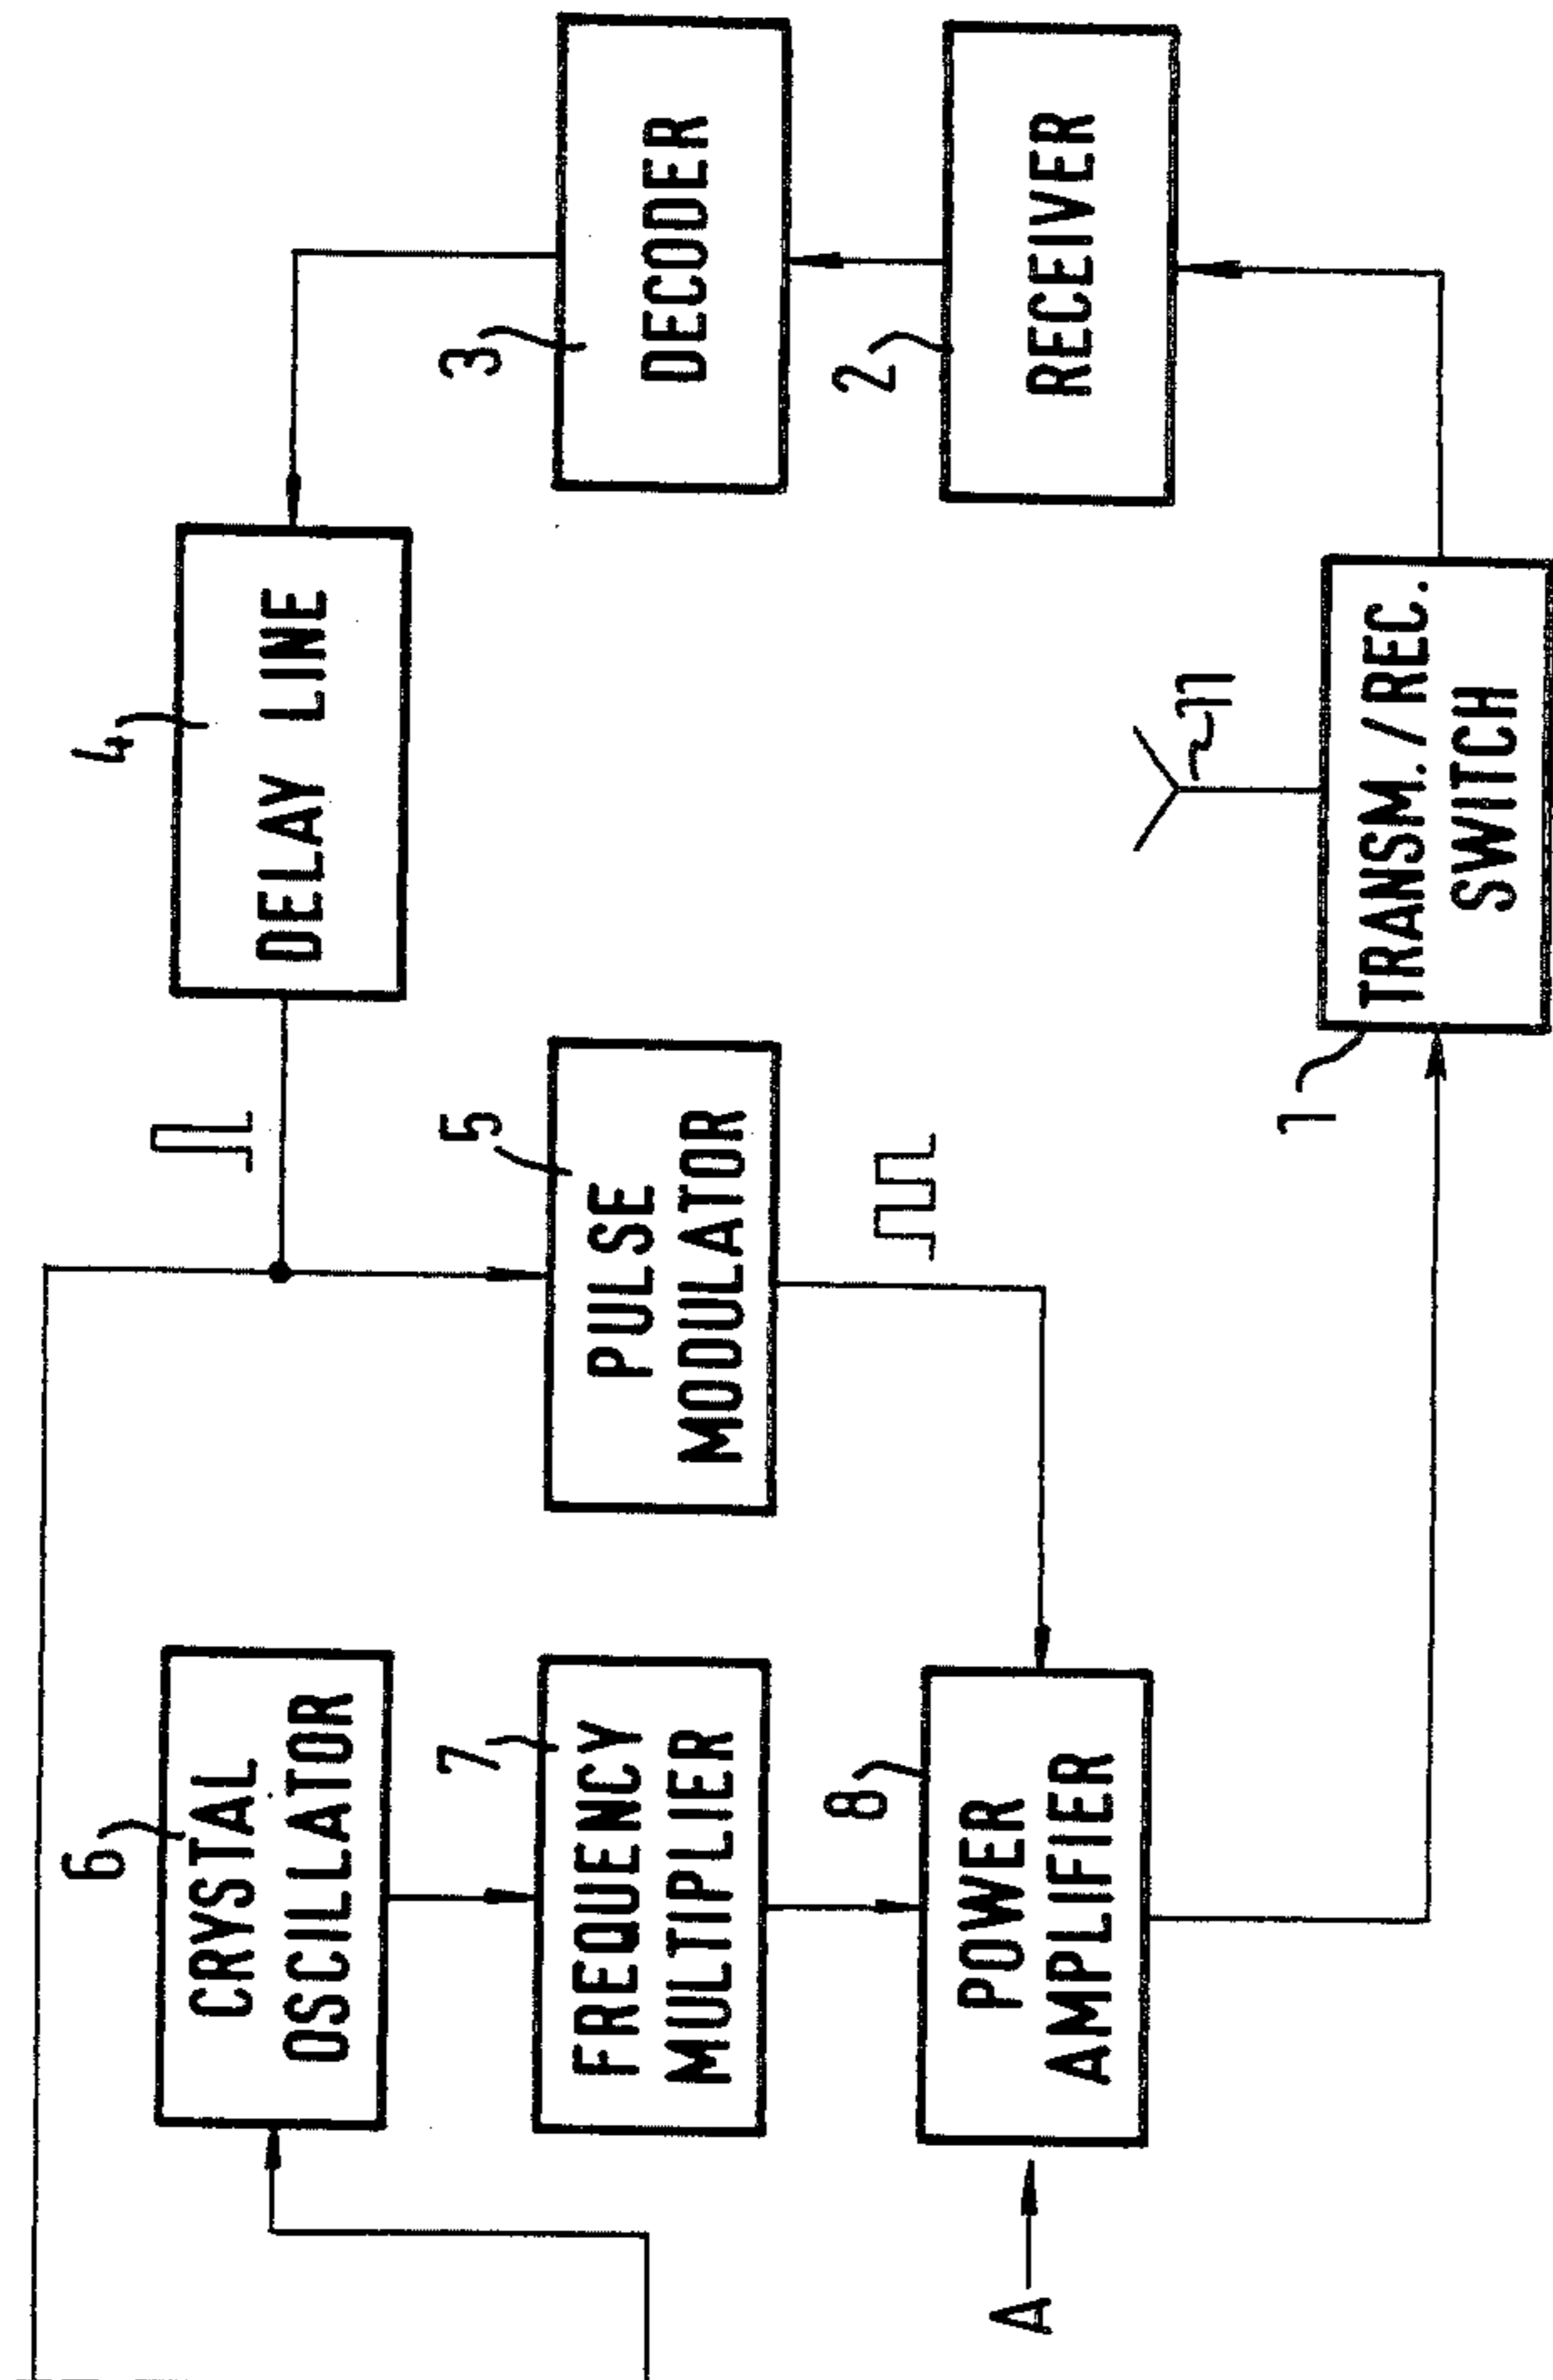 6
CRYSTAL
OSCILLATOR
4
DELAY LINE
7
FREQUENCY
MULTIPLIER
5
PULSE
MODULATOR
3
DECODER
8
POWER
AMPLIFIER
A
2
RECEIVER
11
1
TRANSM./REC.
SWITCH